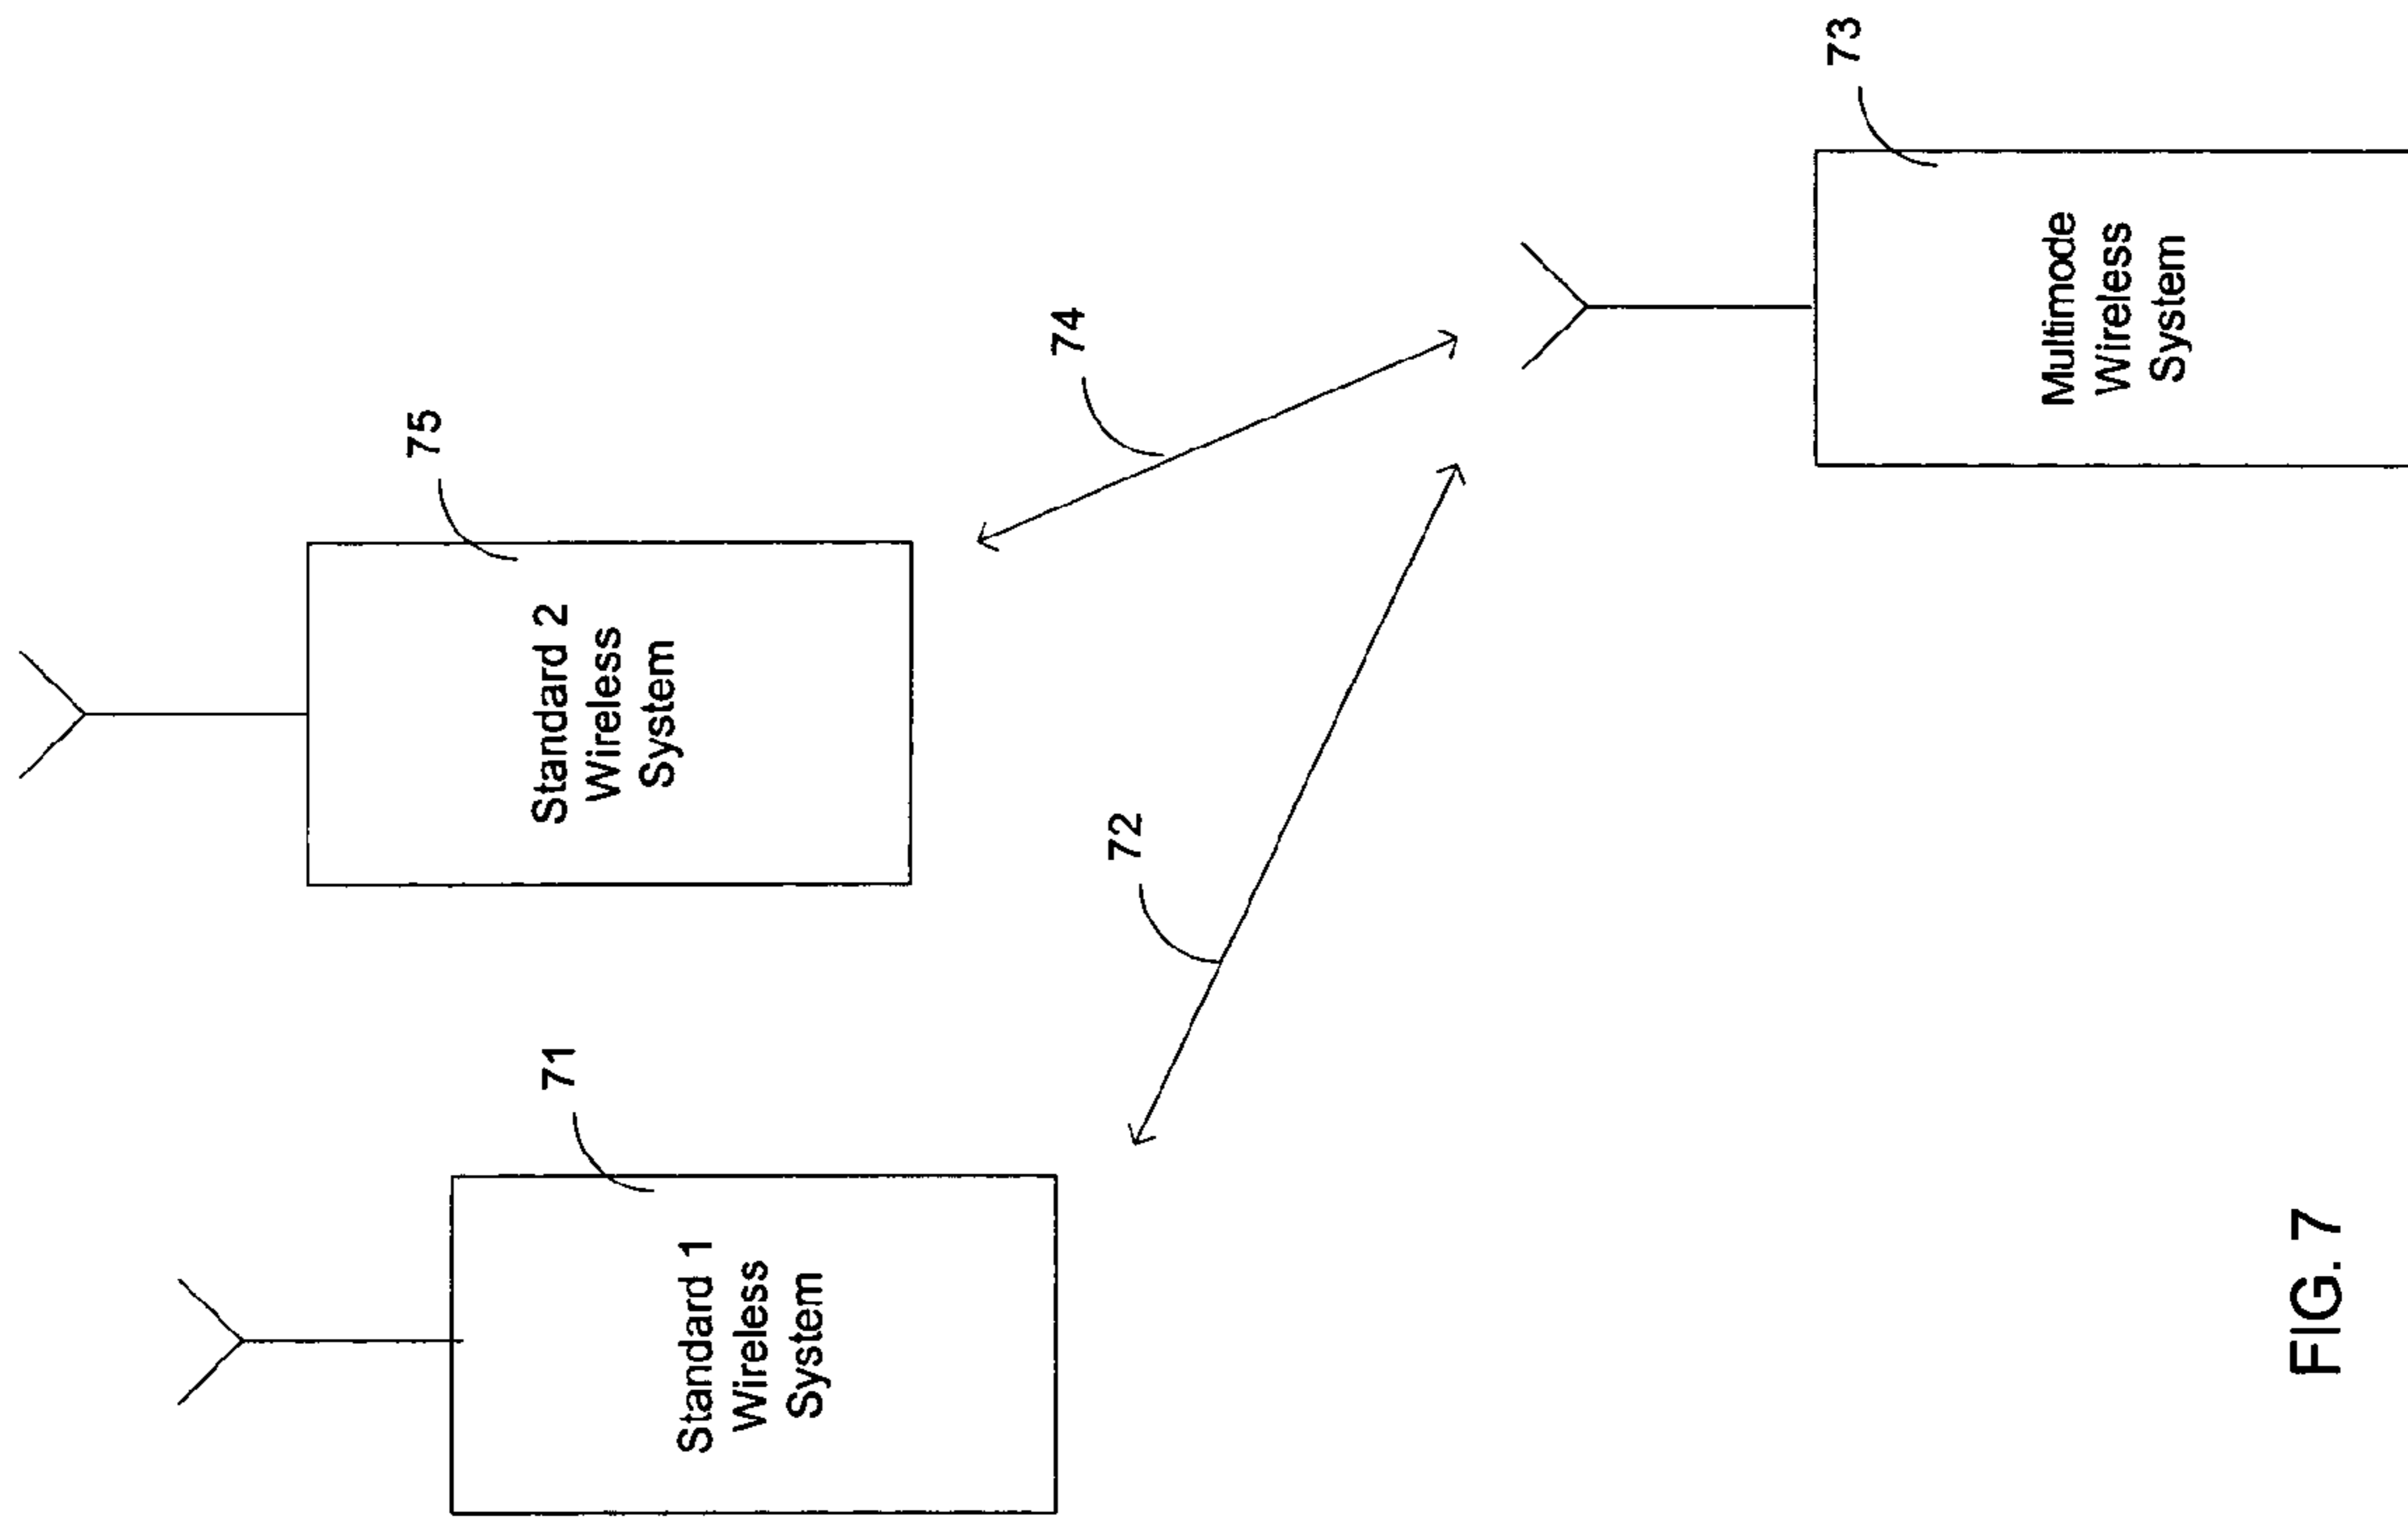 71
Standard 1
Wireless
System
72
75
Standard 2
Wireless
System
74
73
Multimode
Wireless
System
FIG. 7